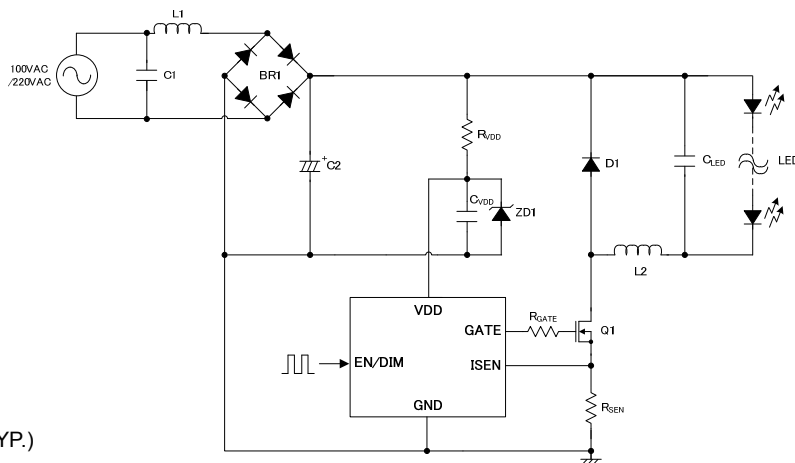 L1
100VAC
/220VAC
C1
BR1
+
C2
RVDD
CVDD
ZD1
D1
CLED
LED
L2
VDD
GATE
RGATE
Q1
EN/DIM
ISEN
GND
RSEN
YP.)